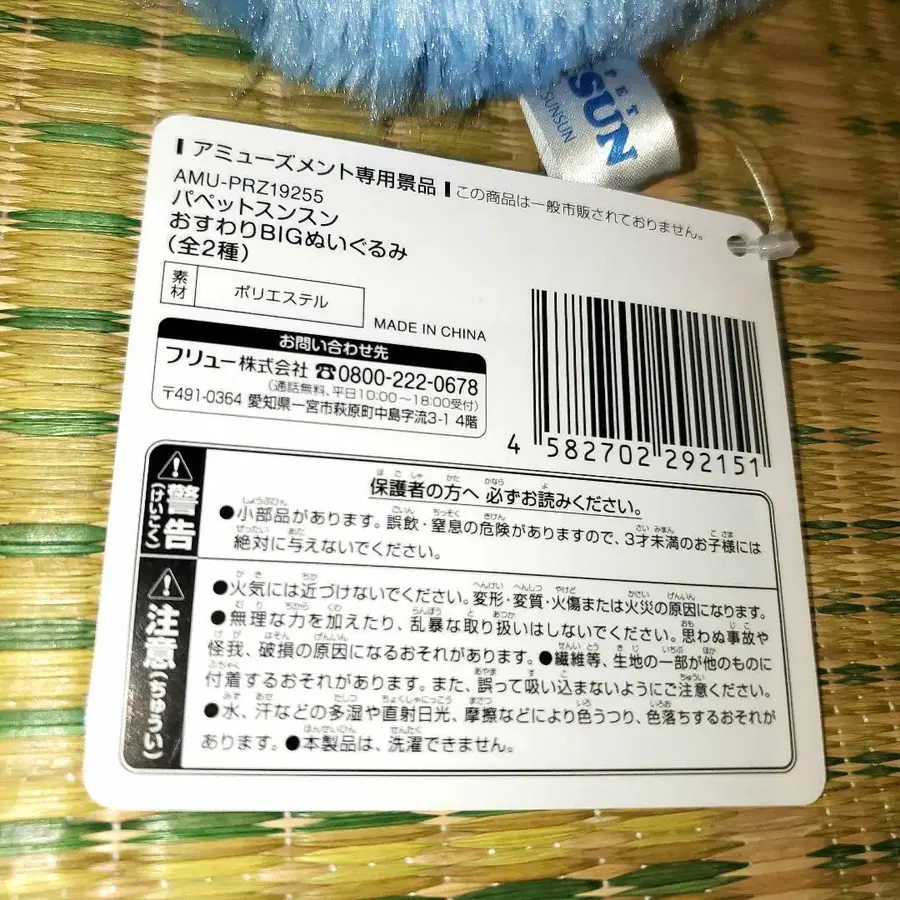 PET
SUN
SUNSUN
アミューズメント専用景品
この商品は一般市販されておりません。
AMU-PRZ19255
パペットスンスン
おすわりBIGぬいぐるみ
(全2種)
素材
ポリエステル
MADE IN CHINA
お問い合わせ先
フリュー株式会社 ☎0800-222-0678
(通話無料、平日10:00～18:00受付)
〒491-0364 愛知県一宮市萩原町中島字流3-1 4階
4 582702 292151
警告(けいこく)
保護者の方へ 必ずお読みください。
●小部品があります。誤飲・窒息の危険がありますので、3才未満のお子様には
絶対に与えないでください。
注意(ちゅうい)
●火気には近づけないでください。変形・変質・火傷または火災の原因になります。
●無理な力を加えたり、乱暴な取り扱いはしないでください。思わぬ事故や
怪我、破損の原因になるおそれがあります。●繊維等、生地の一部が他のものに
付着するおそれがあります。また、誤って吸い込まないようにご注意ください。
●水、汗などの多湿や直射日光、摩擦などにより色うつり、色落ちするおそれが
あります。●本製品は、洗濯できません。